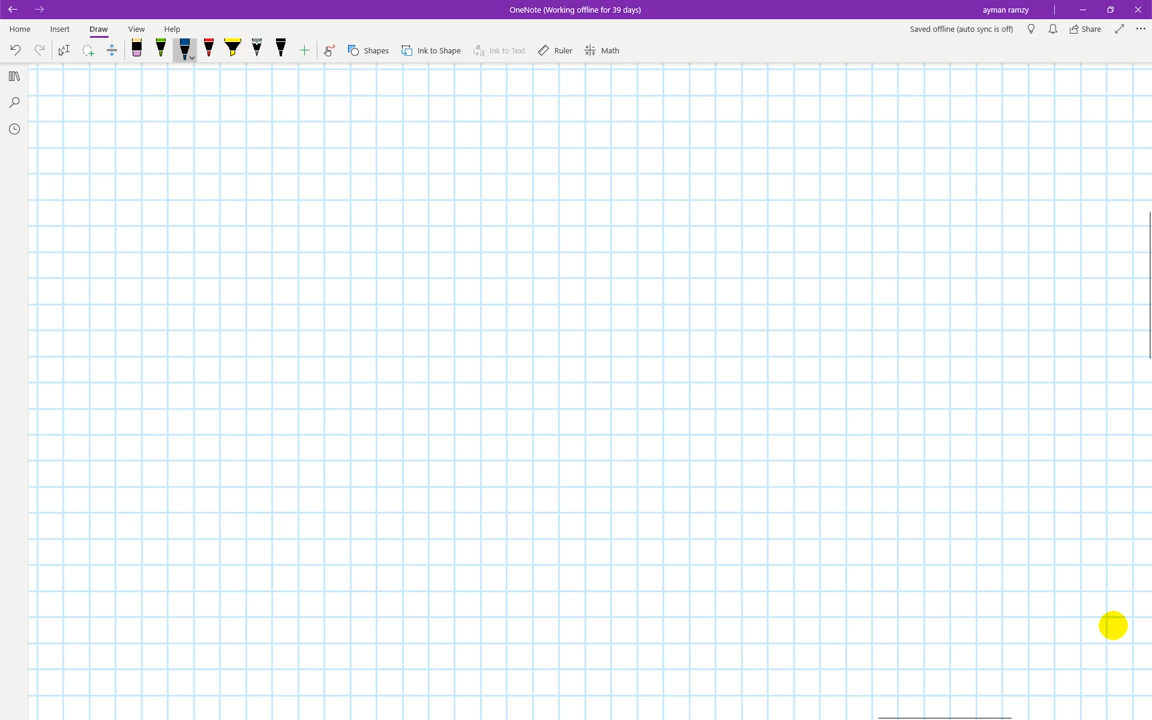 OneNote (Working offline for 39 days)
ayman ramzy
Home Insert Draw View Help
Saved offline (auto sync is off)
Share
Shapes
Ink to Shape
Ink to Text
Ruler
Math